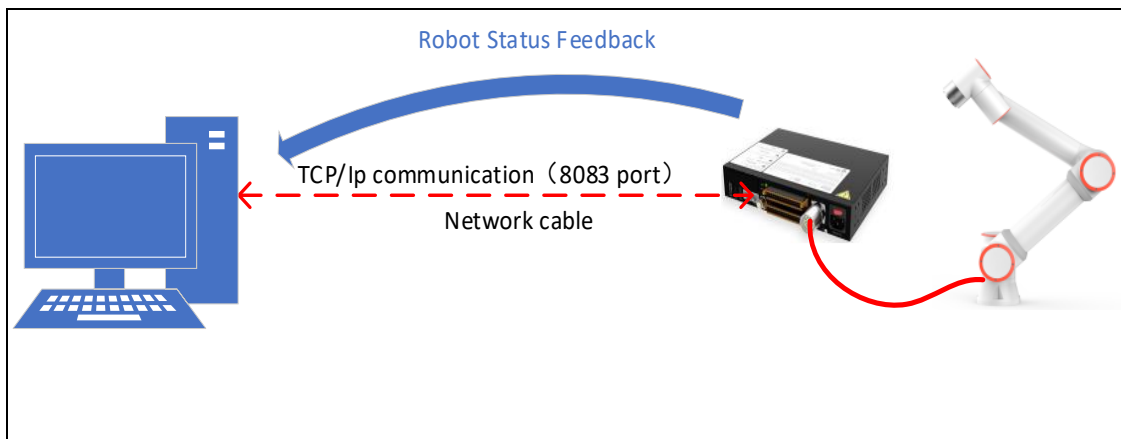 Robot Status Feedback
TCP/Ip communication（8083 port）
Network cable